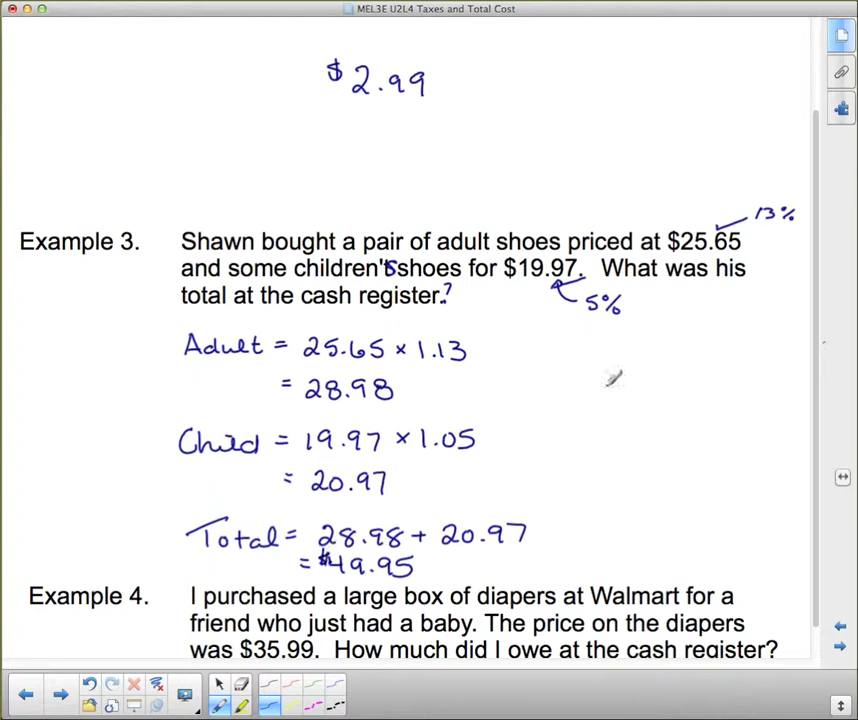 MEL3E U2L4 Taxes and Total Cost
$2.99
13%
Example 3. Shawn bought a pair of adult shoes priced at $25.65
and some children's shoes for $19.97. What was his
total at the cash register.?
5%
Adult = 25.65 × 1.13
= 28.98
Child = 19.97 × 1.05
= 20.97
Total = 28.98 + 20.97
= $49.95
Example 4. I purchased a large box of diapers at Walmart for a
friend who just had a baby. The price on the diapers
was $35.99. How much did I owe at the cash register?